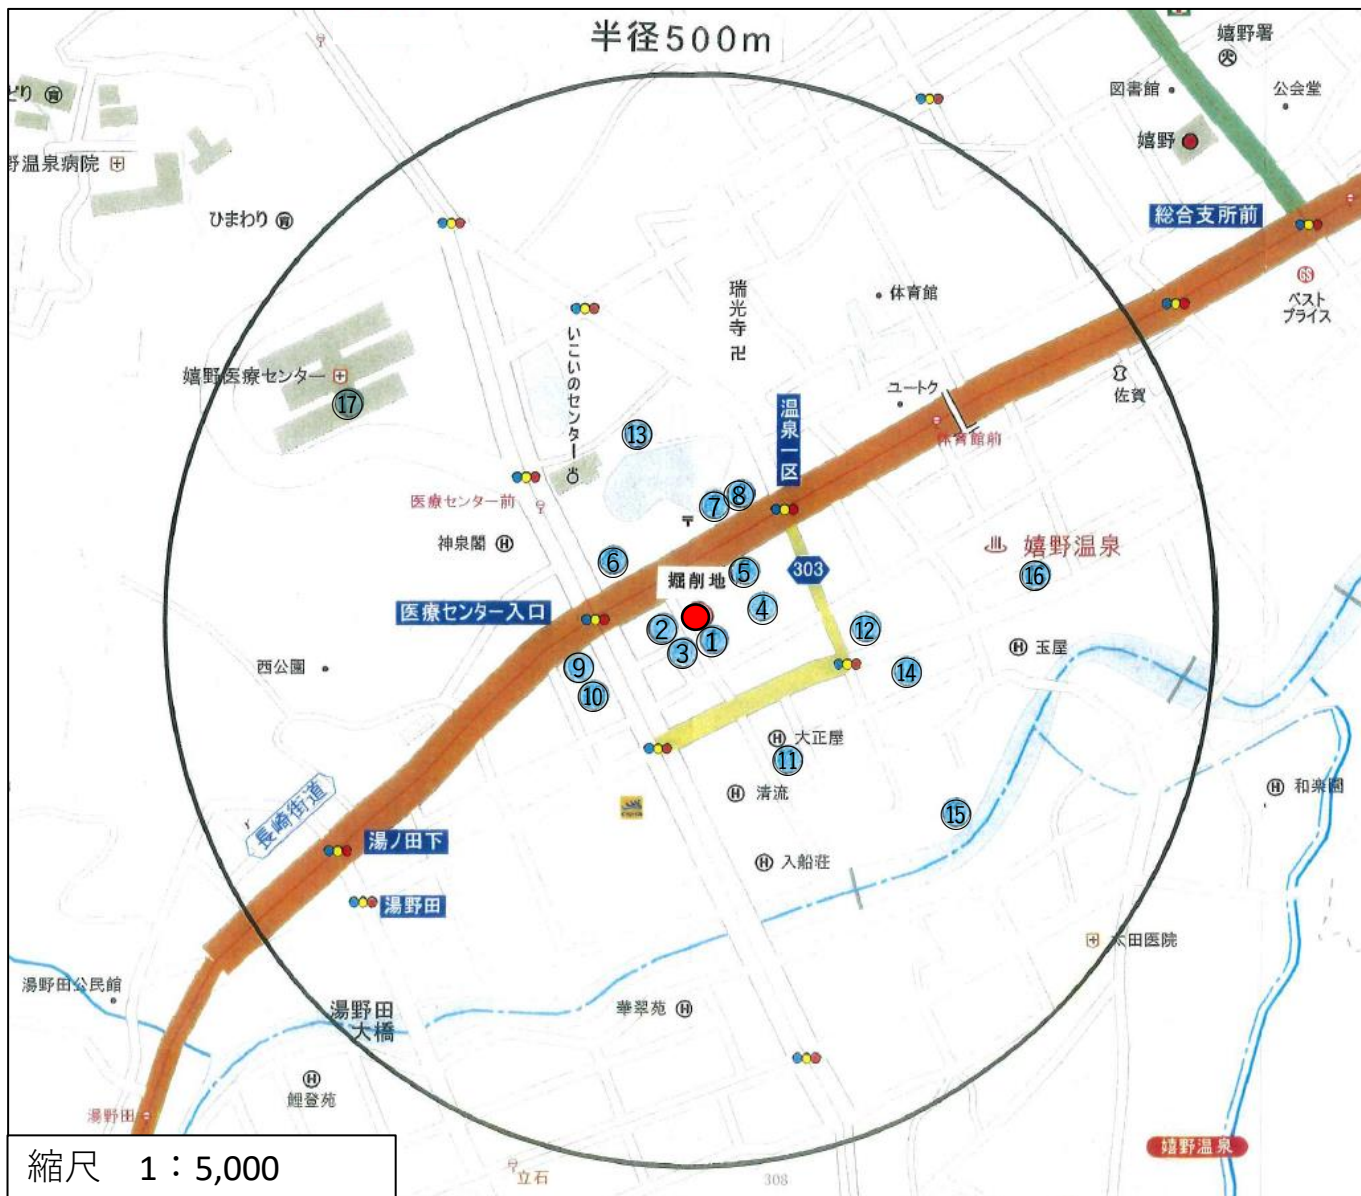 半径500m
嬉野署
図書館
公会堂
嬉野
野温泉病院
ひまわり
総合支所前
GS
ベスト
プライス
瑞光寺
体育館
いこいのセンター
嬉野医療センター
17
ユートク
佐賀
温泉一区
体育館前
13
医療センター前
7
8
神泉閣
H
6
掘削地
5
303
嬉野温泉
16
医療センター入口
4
2
1
3
12
H
玉屋
西公園
9
10
14
H
大正屋
11
H
清流
H
和楽園
長崎街道
15
湯ノ田下
H
入船荘
湯野田
太田医院
湯野田公民館
湯野田
大橋
華翠苑
H
H
鯉登苑
湯野田
嬉野温泉
縮尺 1：5,000
立石
308